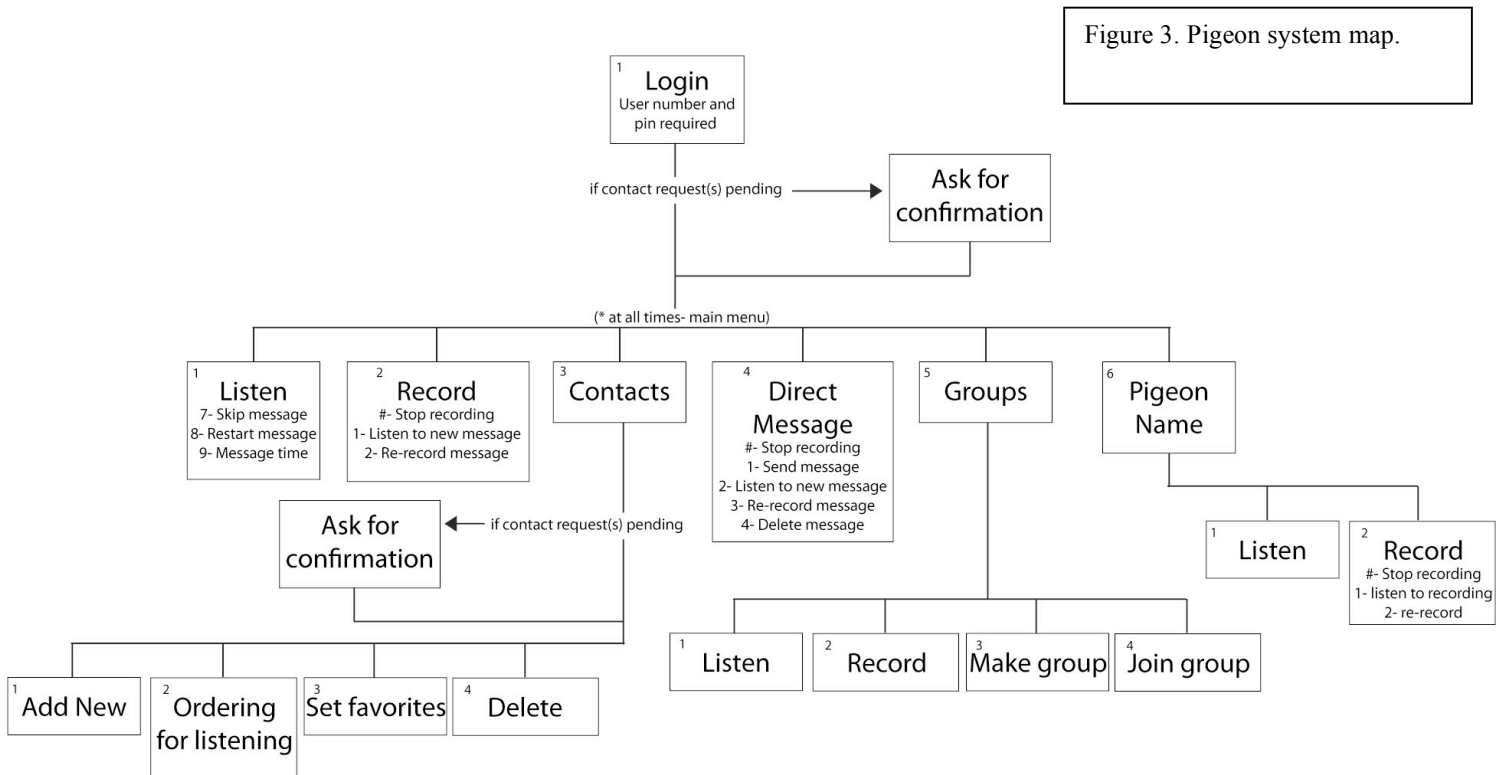 Figure 3. Pigeon system map.
1
Login
User number and
pin required
if contact request(s) pending
Ask for
confirmation
(* at all times- main menu)
1
Listen
7- Skip message
8- Restart message
9- Message time
2
Record
#- Stop recording
1- Listen to new message
2- Re-record message
3
Contacts
4
Direct
Message
#- Stop recording
1- Send message
2- Listen to new message
3- Re-record message
4- Delete message
5
Groups
6
Pigeon
Name
Ask for
confirmation
if contact request(s) pending
1
Listen
2
Record
#- Stop recording
1- listen to recording
2- re-record
1
Listen
2
Record
3
Make group
4
Join group
1
Add New
2
Ordering
for listening
3
Set favorites
4
Delete